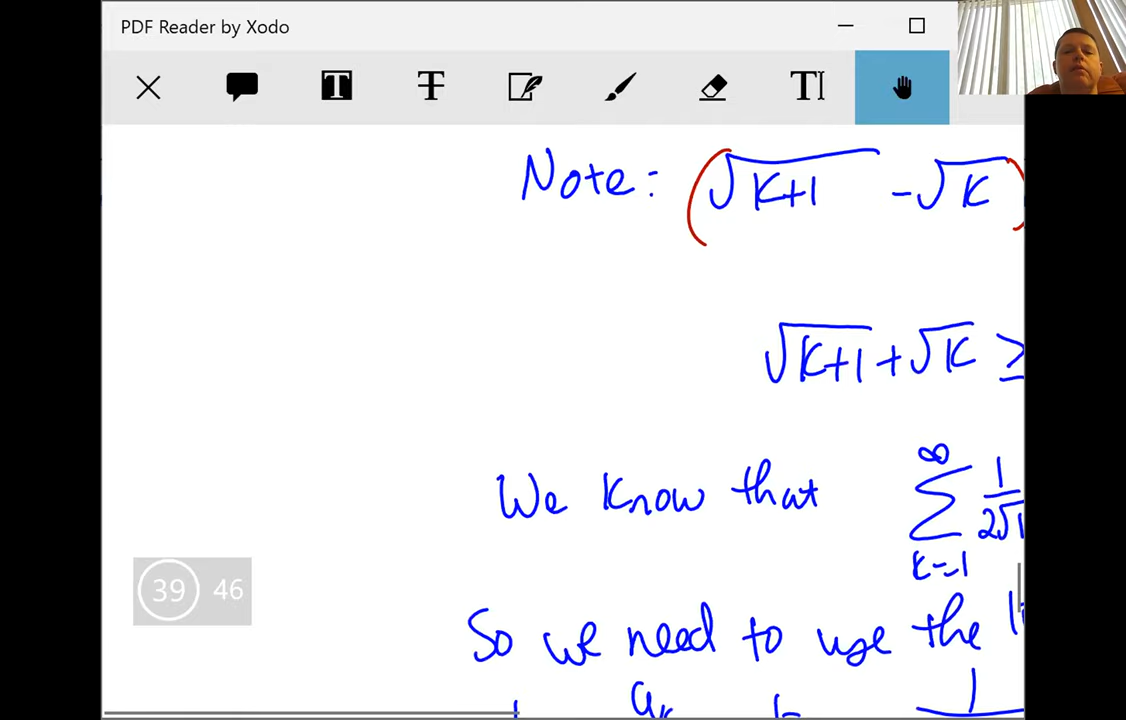 PDF Reader by Xodo
Note: (√K+1 - √K)
√K+1 + √K ≥
We know that ∞ ∑ K=1 1/2√
So we need to use the
39 46